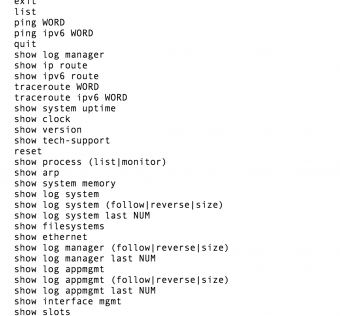 exit
list
ping WORD
ping ipv6 WORD
quit
show log manager
show ip route
show ipv6 route
traceroute WORD
traceroute ipv6 WORD
show system uptime
show clock
show version
show tech-support
reset
show process (list|monitor)
show arp
show system memory
show log system
show log system (follow|reverse|size)
show log system last NUM
show filesystems
show ethernet
show log manager (follow|reverse|size)
show log manager last NUM
show log appmgmt
show log appmgmt (follow|reverse|size)
show log appmgmt last NUM
show interface mgmt
show slots